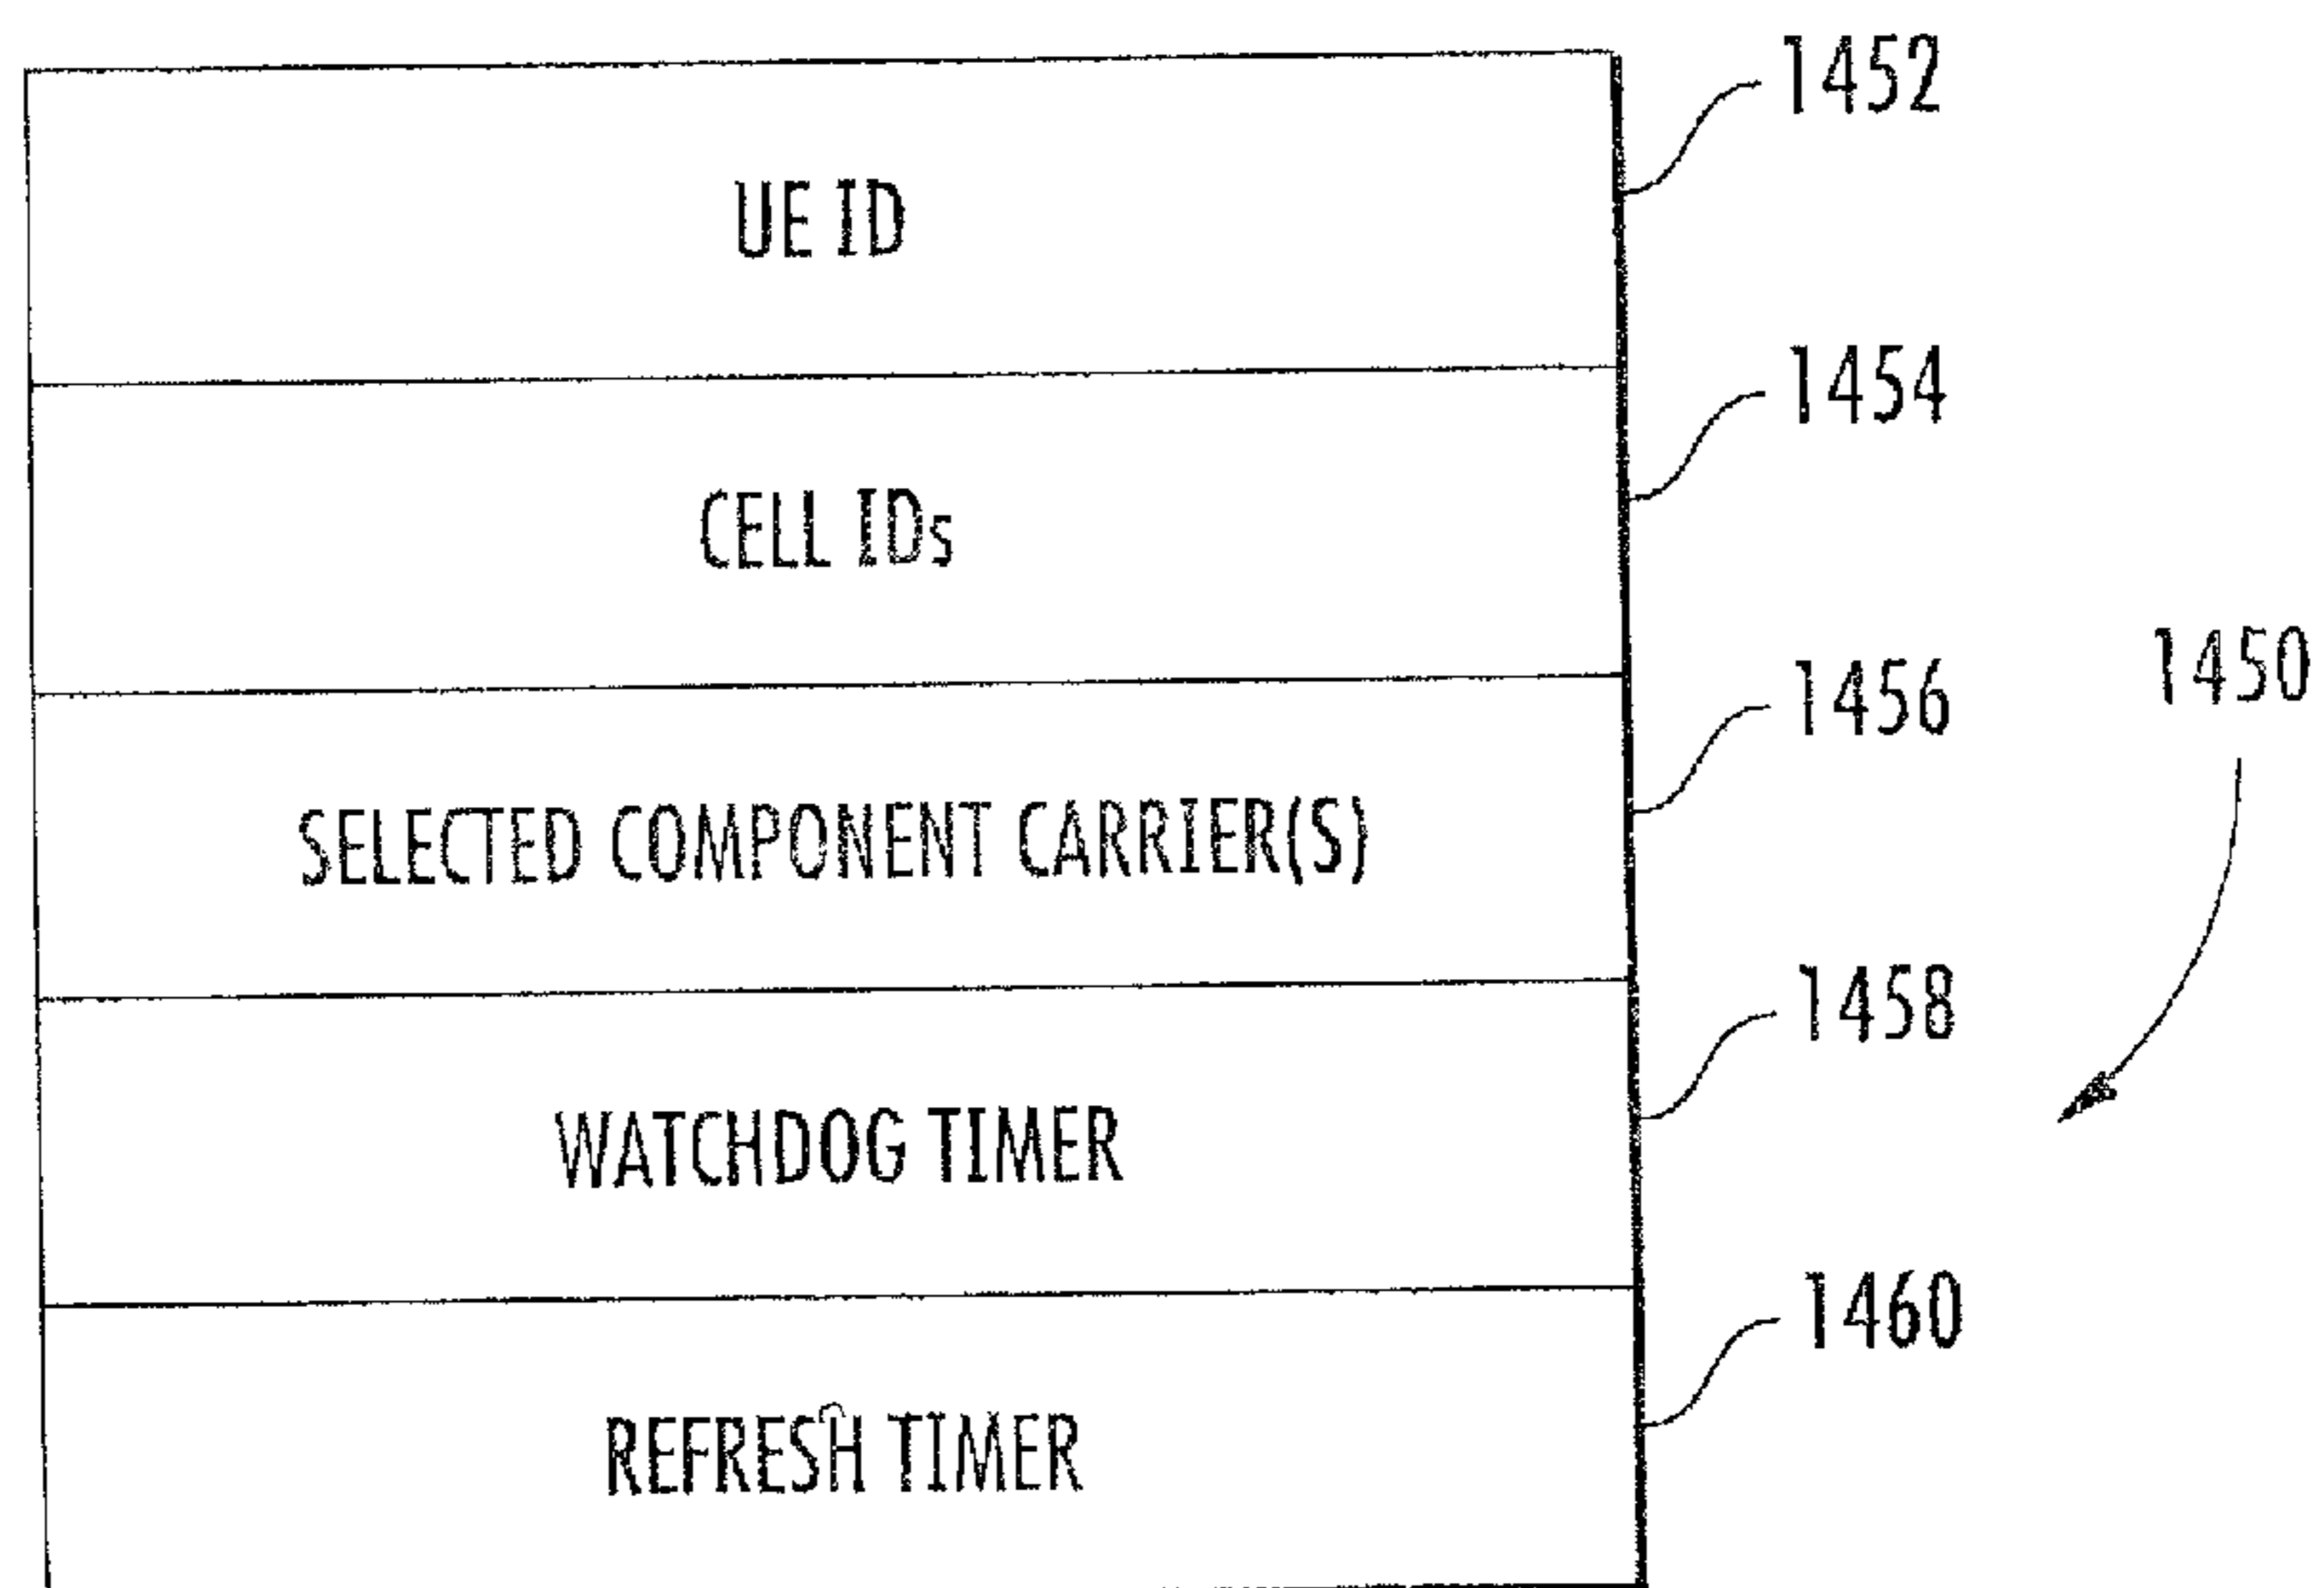 1452
UE ID
1454
CELL IDs
1456
1450
SELECTED COMPONENT CARRIER(S)
1458
WATCHDOG TIMER
1460
REFRESH TIMER